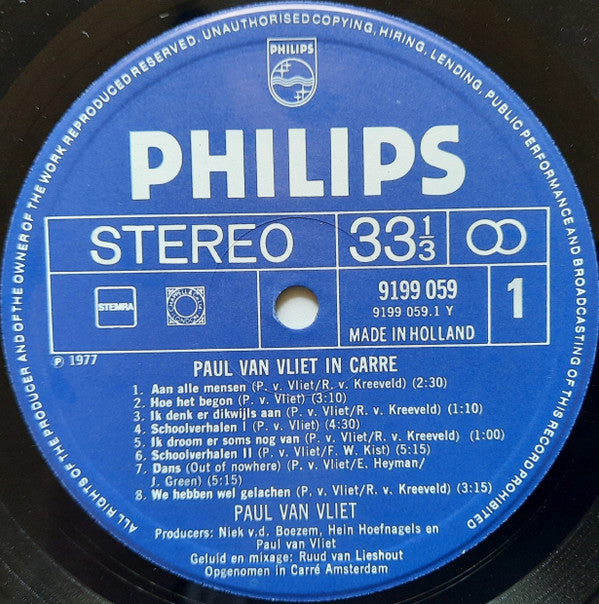 ALL RIGHTS OF THE PRODUCER AND OF THE OWNER OF THE WORK REPRODUCED RESERVED. UNAUTHORISED COPYING, HIRING, LENDING, PUBLIC PERFORMANCE AND BROADCASTING OF THIS RECORD PROHIBITED
PHILIPS
PHILIPS
STEREO 33 1/3
STEMRA
9199 059
9199 059.1 Y
1
MADE IN HOLLAND
℗ 1977
PAUL VAN VLIET IN CARRE
1. Aan alle mensen (P. v. Vliet/R. v. Kreeveld) (2:30)
2. Hoe het begon (P. v. Vliet) (3:10)
3. Ik denk er dikwijls aan (P. v. Vliet/R. v. Kreeveld) (1:10)
4. Schoolverhalen I (P. v. Vliet) (4:30)
5. Ik droom er soms nog van (P. v. Vliet/R. v. Kreeveld) (1:00)
6. Schoolverhalen II (P. v. Vliet/F. W. Kist) (5:15)
7. Dans (Out of nowhere) (P. v. Vliet/E. Heyman/
J. Green) (5:15)
8. We hebben wel gelachen (P. v. Vliet/R. v. Kreeveld) (3:15)
PAUL VAN VLIET
Producers: Niek v.d. Boezem, Hein Hoefnagels en
Paul van Vliet
Geluid en mixage: Ruud van Lieshout
Opgenomen in Carré Amsterdam